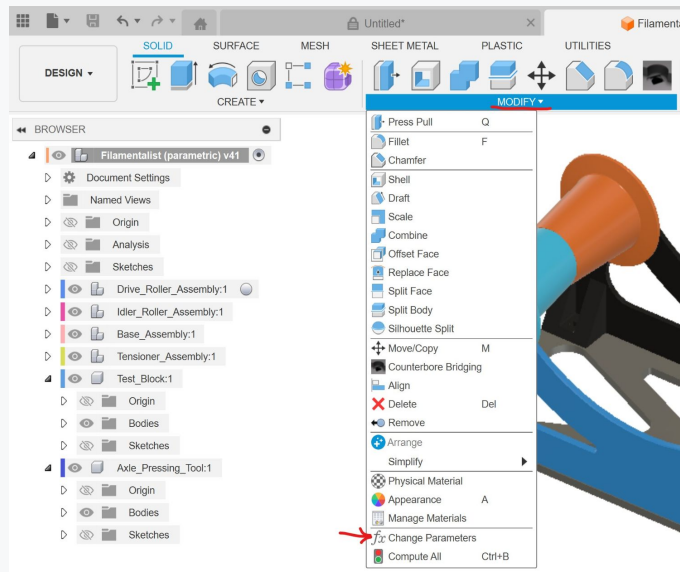 Untitled*
Filamenta
DESIGN
SOLID
SURFACE
MESH
SHEET METAL
PLASTIC
UTILITIES
CREATE
MODIFY
BROWSER
Filamentalist (parametric) v41
Document Settings
Named Views
Origin
Analysis
Sketches
Drive_Roller_Assembly:1
Idler_Roller_Assembly:1
Base_Assembly:1
Tensioner_Assembly:1
Test_Block:1
Origin
Bodies
Sketches
Axle_Pressing_Tool:1
Origin
Bodies
Sketches
Press Pull Q
Fillet F
Chamfer
Shell
Draft
Scale
Combine
Offset Face
Replace Face
Split Face
Split Body
Silhouette Split
Move/Copy M
Counterbore Bridging
Align
Delete Del
Remove
Arrange
Simplify
Physical Material
Appearance A
Manage Materials
fx Change Parameters
Compute All Ctrl+B